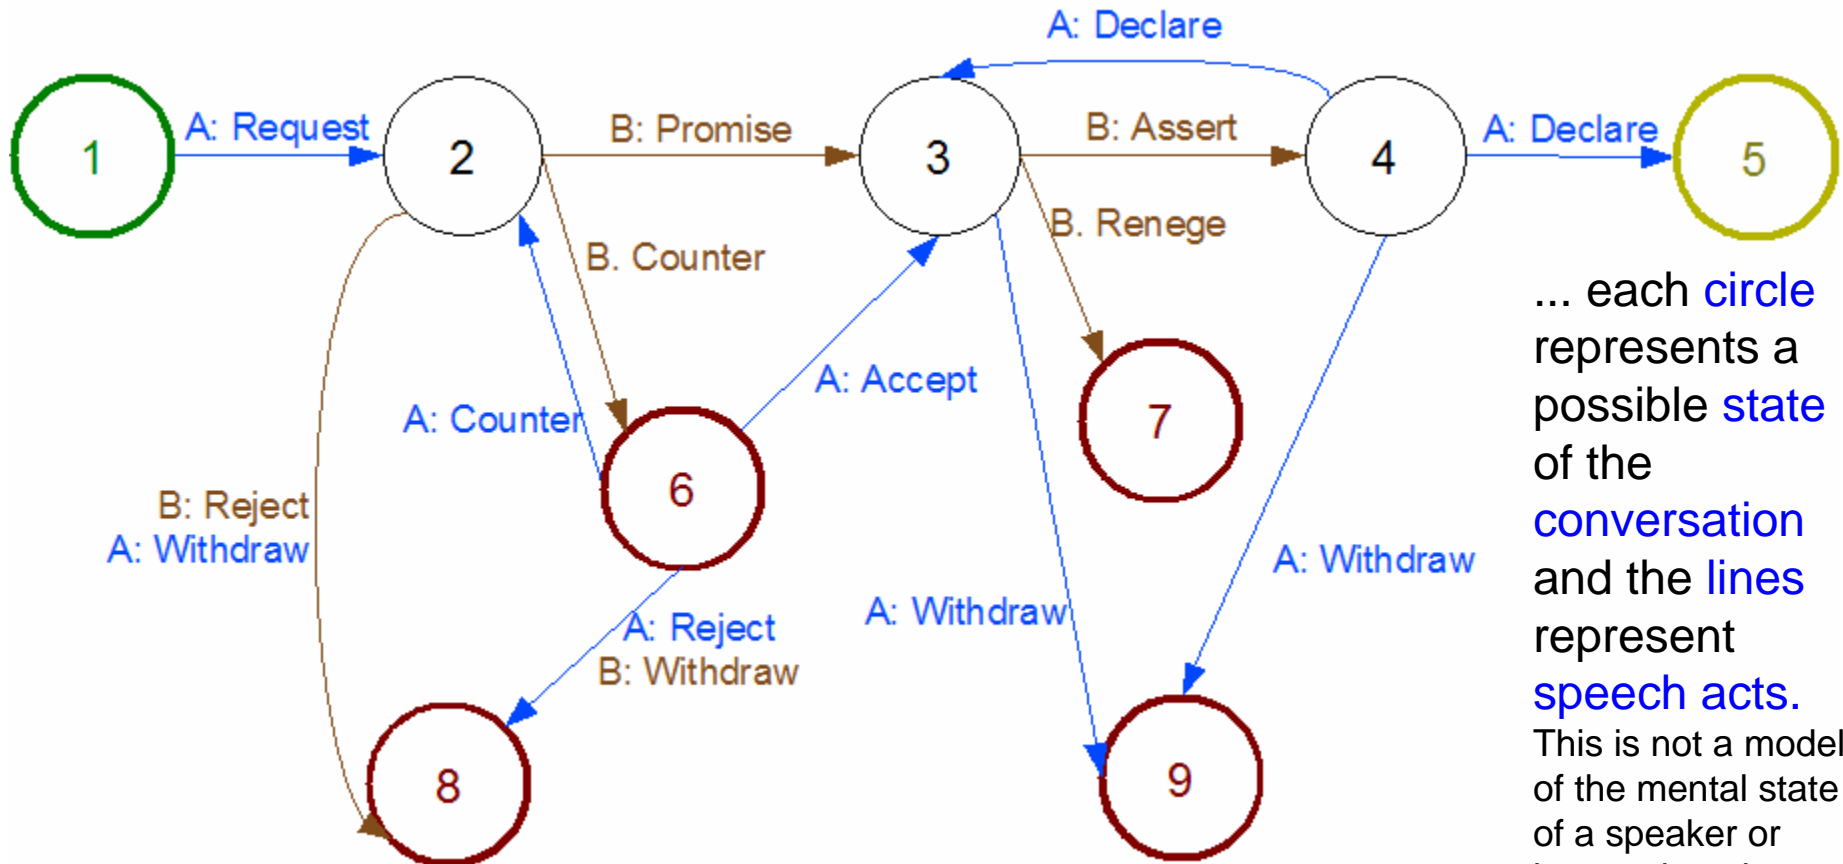 A: Declare
1
A: Request
2
B: Promise
3
B: Assert
4
A: Declare
5
B. Counter
B. Renege
A: Counter
A: Accept
6
7
B: Reject
A: Withdraw
A: Reject
B: Withdraw
A: Withdraw
A: Withdraw
8
9
... each circle
represents a
possible state
of the
conversation
and the lines
represent
speech acts.
This is not a model
of the mental state
of a speaker or